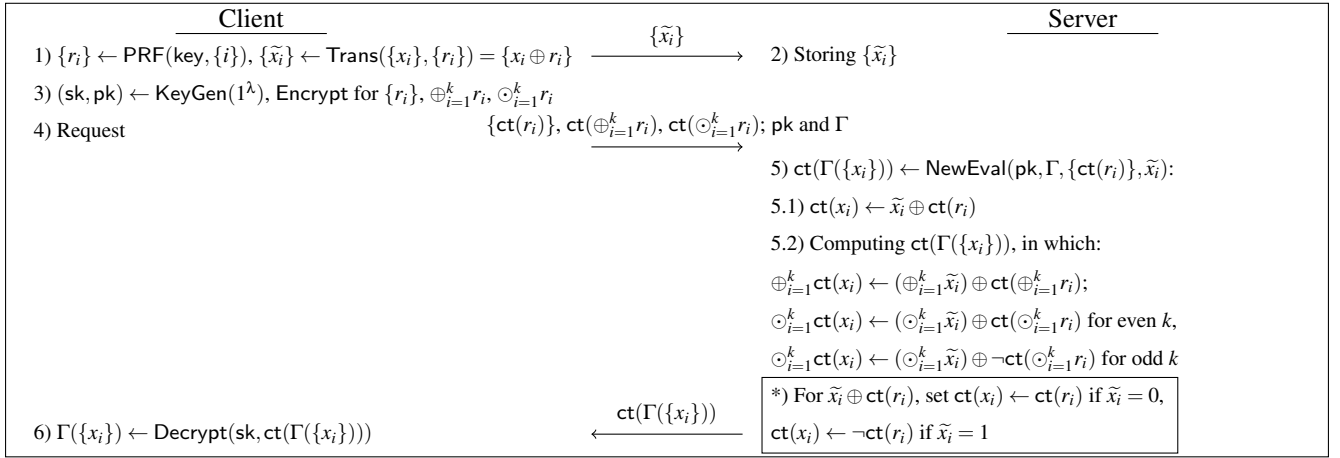 Client Server
1) {r_i} ← PRF(key,{i}), {x̃_i} ← Trans({x_i},{r_i}) = {x_i ⊕ r_i} {x̃_i} 2) Storing {x̃_i}
3) (sk,pk) ← KeyGen(1^λ), Encrypt for {r_i}, ⊕_{i=1}^k r_i, ⊙_{i=1}^k r_i
4) Request {ct(r_i)}, ct(⊕_{i=1}^k r_i), ct(⊙_{i=1}^k r_i); pk and Γ
5) ct(Γ({x_i})) ← NewEval(pk,Γ,{ct(r_i)},x̃_i):
5.1) ct(x_i) ← x̃_i ⊕ ct(r_i)
5.2) Computing ct(Γ({x_i})), in which:
⊕_{i=1}^k ct(x_i) ← (⊕_{i=1}^k x̃_i) ⊕ ct(⊕_{i=1}^k r_i);
⊙_{i=1}^k ct(x_i) ← (⊙_{i=1}^k x̃_i) ⊕ ct(⊙_{i=1}^k r_i) for even k,
⊙_{i=1}^k ct(x_i) ← (⊙_{i=1}^k x̃_i) ⊕ ¬ct(⊙_{i=1}^k r_i) for odd k
*) For x̃_i ⊕ ct(r_i), set ct(x_i) ← ct(r_i) if x̃_i = 0,
ct(x_i) ← ¬ct(r_i) if x̃_i = 1
6) Γ({x_i}) ← Decrypt(sk,ct(Γ({x_i}))) ct(Γ({x_i}))